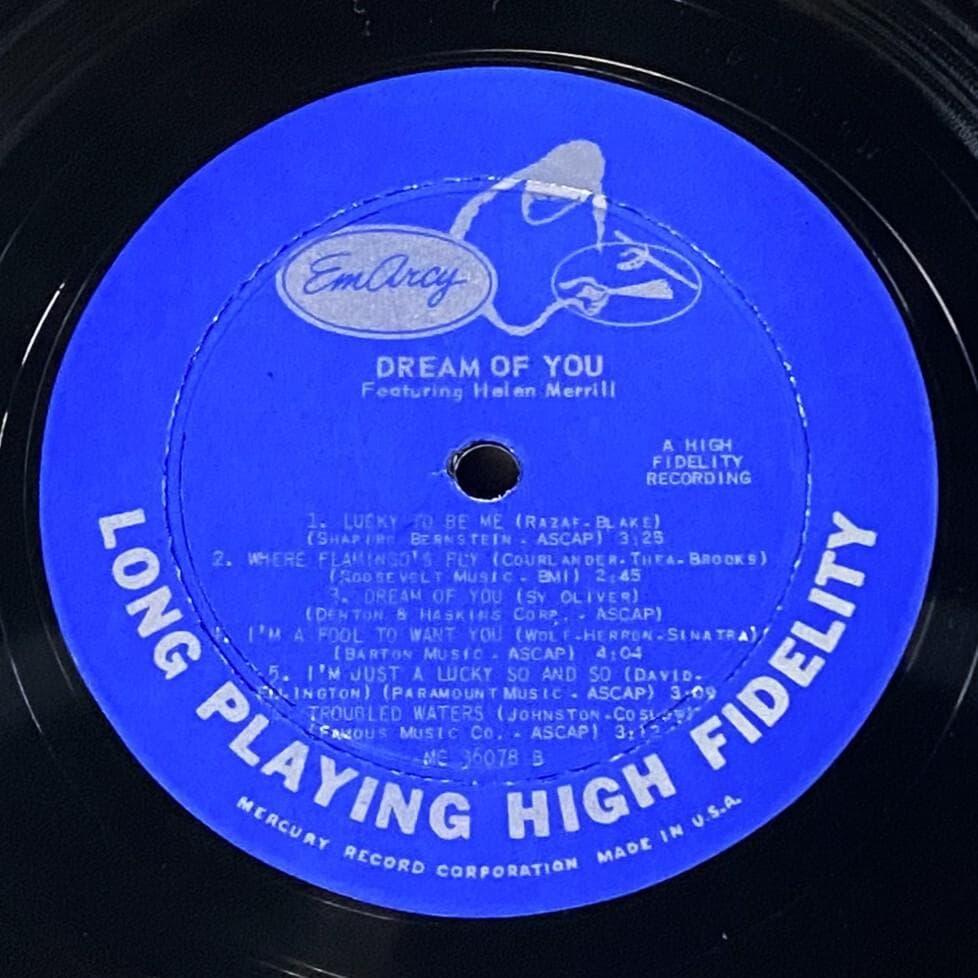 EmArcy
DREAM OF YOU
Featuring Helen Merrill
A HIGH
FIDELITY
RECORDING
1. LUCKY TO BE ME (RAZAF-BLAKE)
(SHAPIRO BERNSTEIN - ASCAP) 3:25
2. WHERE FLAMINGO'S FLY (COURLANDER-THEA-BROOKS)
(ROOSEVELT MUSIC - BMI) 2:45
3. DREAM OF YOU (SY OLIVER)
(DENTON & HASKINS CORP. - ASCAP)
I'M A FOOL TO WANT YOU (WOLF-HERRON-SINATRA)
(BARTON MUSIC - ASCAP) 4:04
5. I'M JUST A LUCKY SO AND SO (DAVID-
ELLINGTON) (PARAMOUNT MUSIC - ASCAP) 3:09
TROUBLED WATERS (JOHNSTON-COSLOW)
(FAMOUS MUSIC CO. - ASCAP)
MG 36078 B
LONG PLAYING HIGH FIDELITY
MERCURY RECORD CORPORATION MADE IN U.S.A.